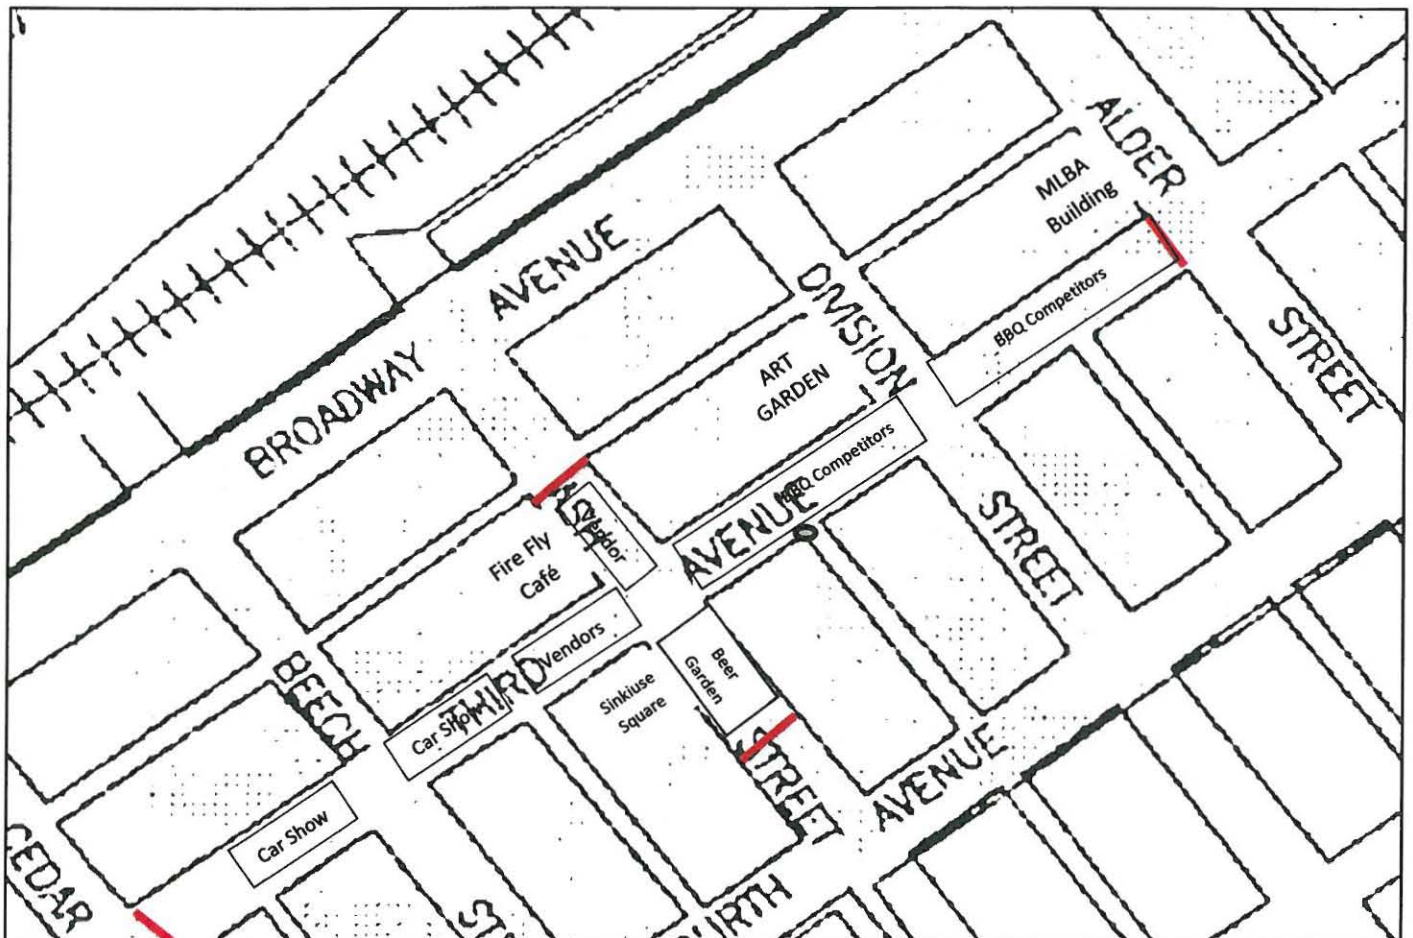 ALDER
MLBA
Building
AVENUE
DIVISION
BBQ Competitors
STREET
BROADWAY
ART
GARDEN
BBQ Competitors
ASH
Vendor
AVENUE
STREET
Fire Fly
Café
Vendors
THIRD
Beer
Garden
BEECH
Sinkiuse
Square
Car Show
STREET
AVENUE
Car Show
CEDAR